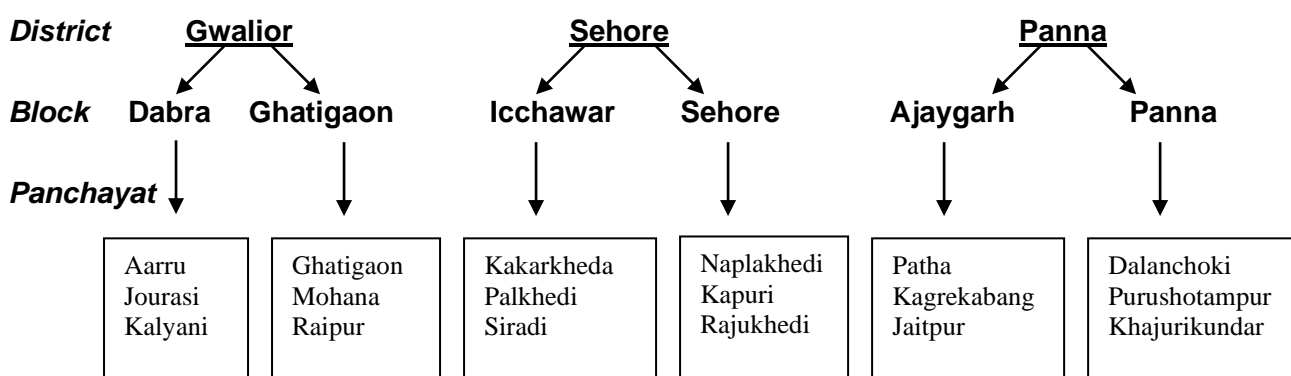 District Gwalior Sehore Panna
Block Dabra Ghatigaon Icchawar Sehore Ajaygarh Panna
Panchayat
Aarru
Jourasi
Kalyani
Ghatigaon
Mohana
Raipur
Kakarkheda
Palkhedi
Siradi
Naplakhedi
Kapuri
Rajukhedi
Patha
Kagrekabang
Jaitpur
Dalanchoki
Purushotampur
Khajurikundar